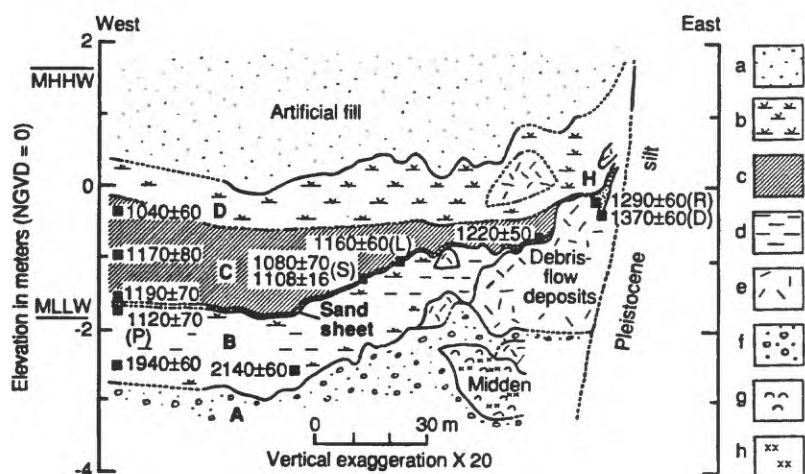 West
East
2
MHHW
Artificial fill
0
Elevation in meters (NGVD = 0)
H
silt
1290±60(R)
1370±60(D)
1040±60
D
1220±50
1160±60(L)
1170±80
C
1080±70 (S)
1108±16
Debris-
flow
deposits
1190±70
MLLW
-2
Sand
sheet
1120±70
(P)
B
Pleistocene
1940±60
2140±60
Midden
A
0
30 m
Vertical exaggeration X 20
-4
a
b
c
d
e
f
g
h